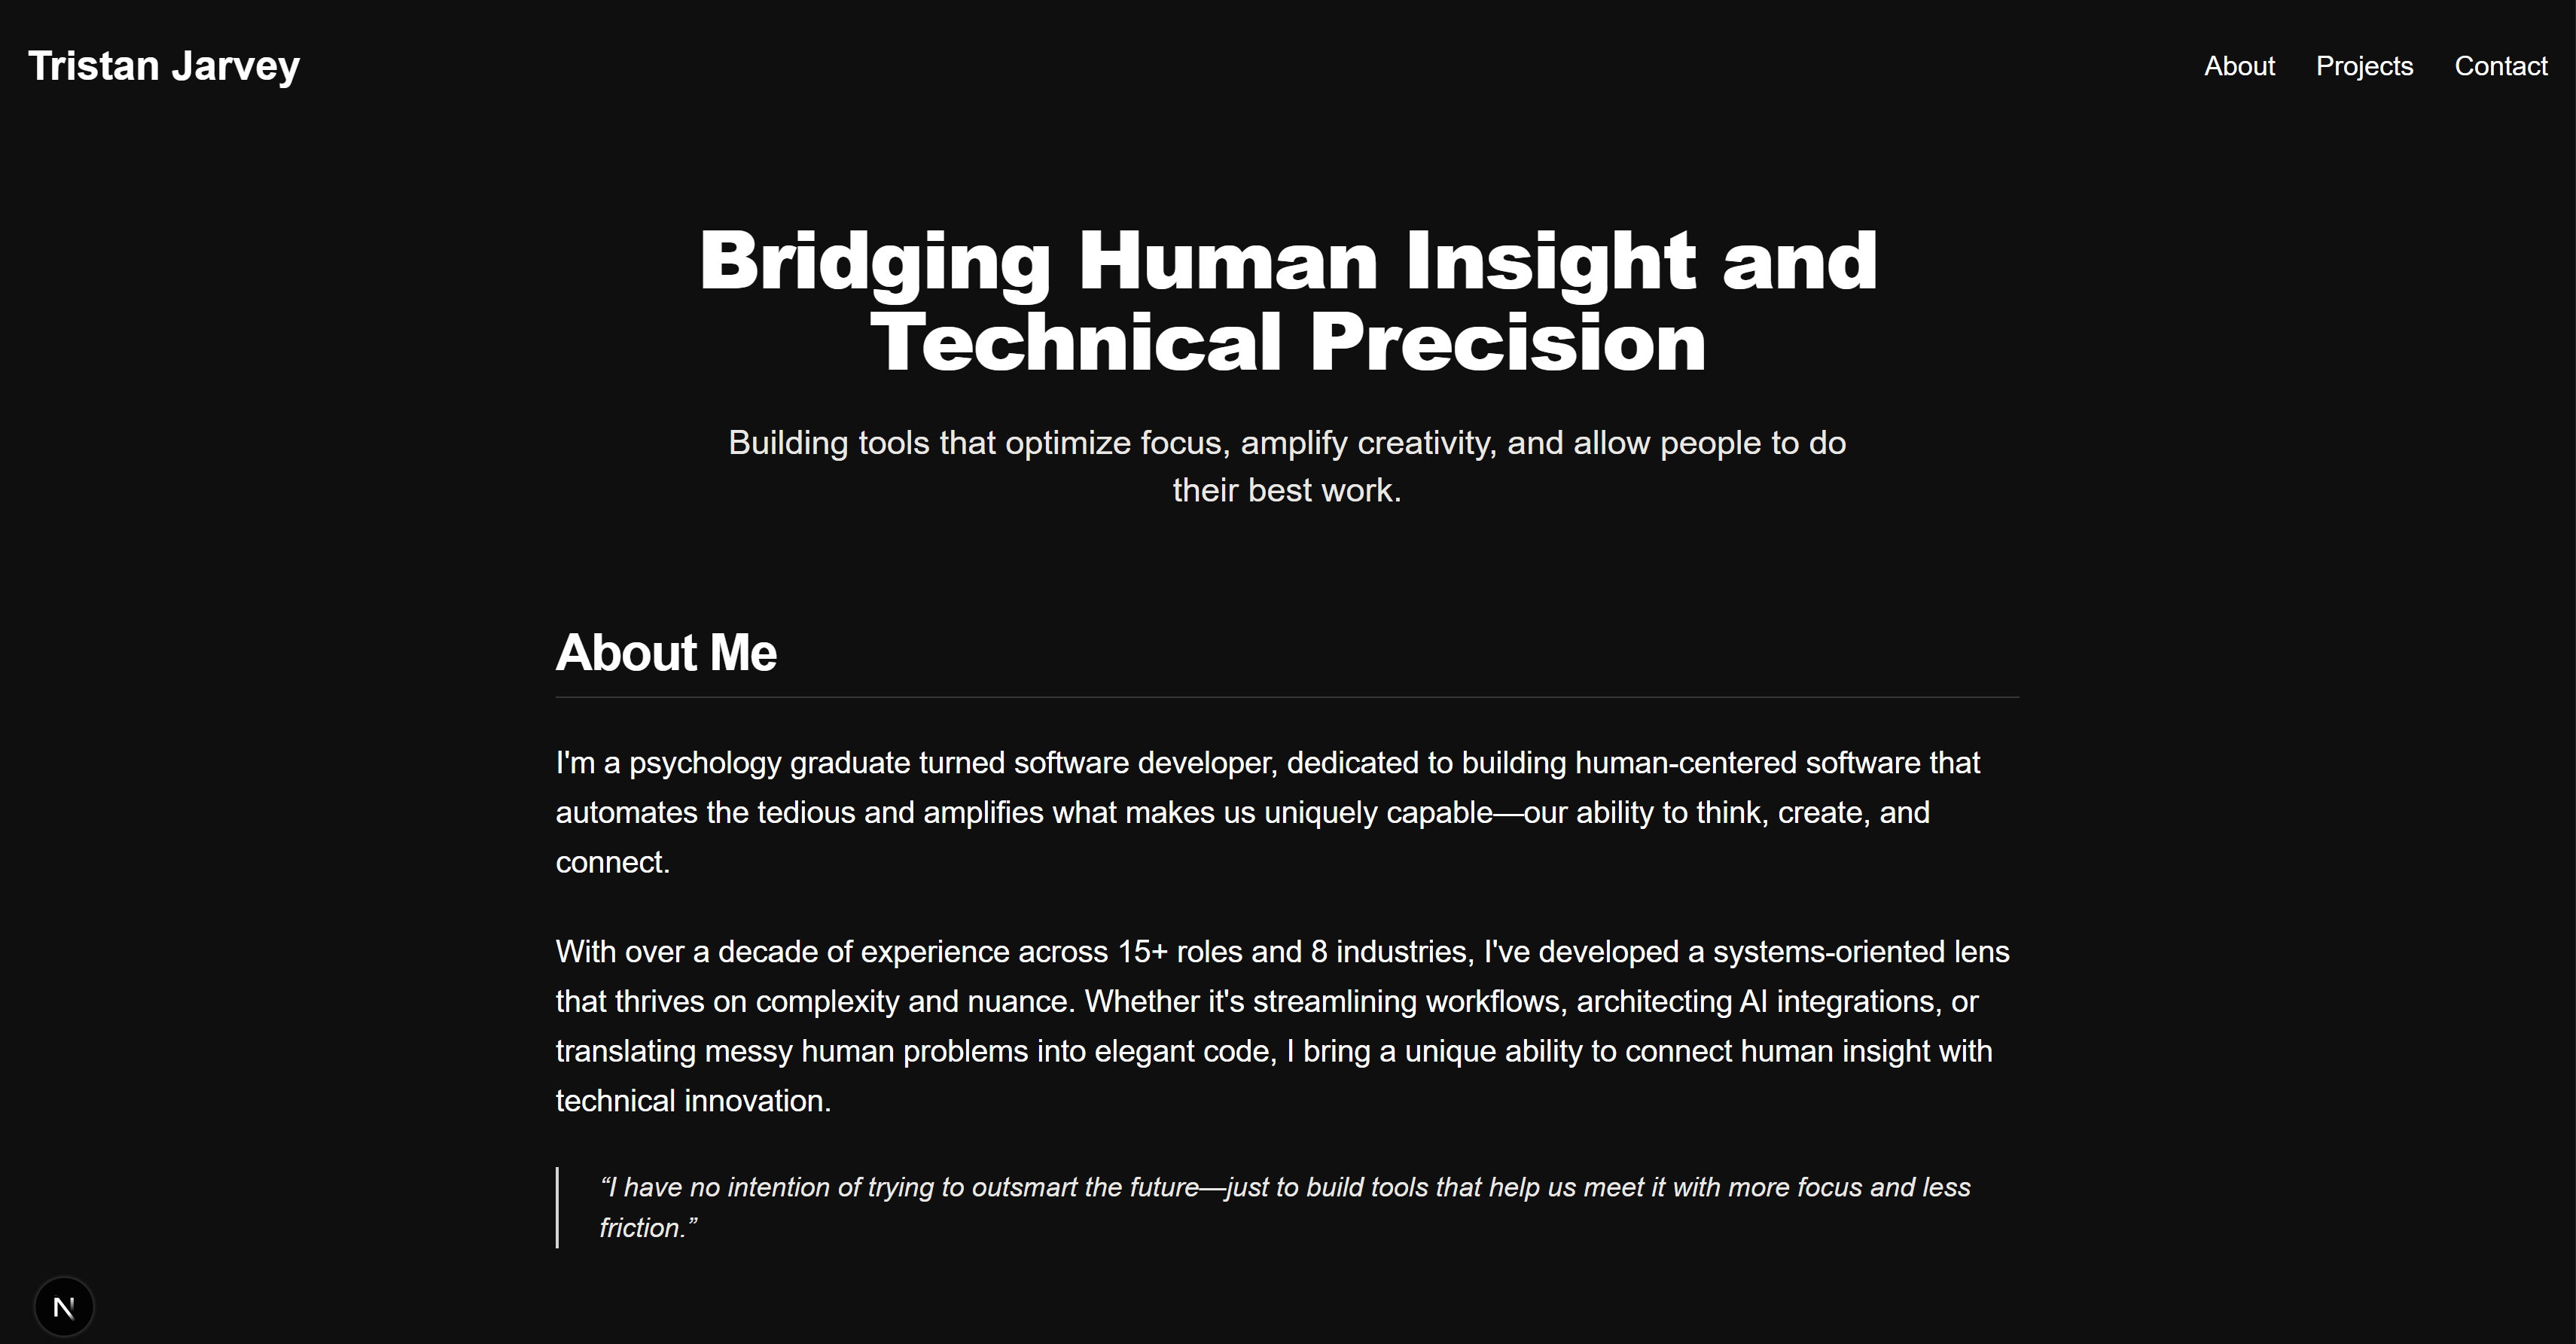 Tristan Jarvey
About
Projects
Contact
Bridging Human Insight and
Technical Precision
Building tools that optimize focus, amplify creativity, and allow people to do
their best work.
About Me
I'm a psychology graduate turned software developer, dedicated to building human-centered software that
automates the tedious and amplifies what makes us uniquely capable—our ability to think, create, and
connect.
With over a decade of experience across 15+ roles and 8 industries, I've developed a systems-oriented lens
that thrives on complexity and nuance. Whether it's streamlining workflows, architecting AI integrations, or
translating messy human problems into elegant code, I bring a unique ability to connect human insight with
technical innovation.
“I have no intention of trying to outsmart the future—just to build tools that help us meet it with more focus and less
friction.”
N